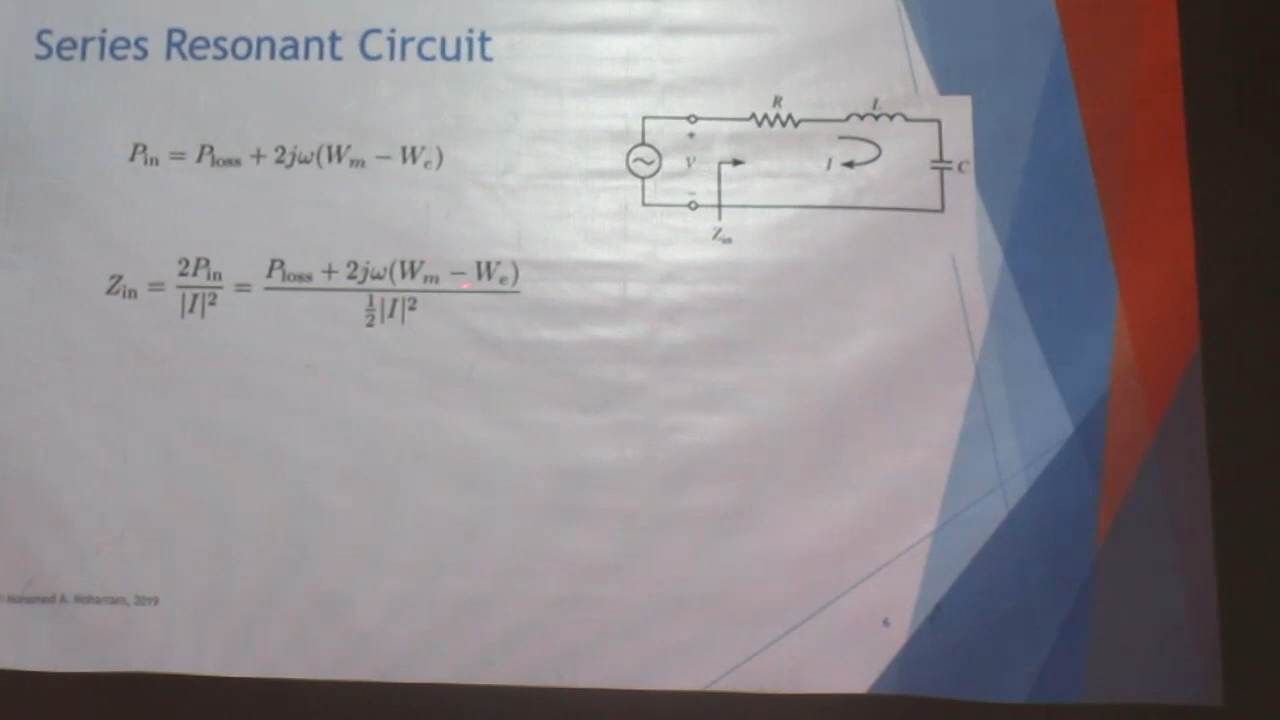 Series Resonant Circuit
P_in = P_loss + 2jω(W_m − W_e)
R
L
V
+
−
I
C
Z_in
Z_in = 2P_in / |I|² = (P_loss + 2jω(W_m − W_e)) / (½|I|²)
Mohamed A. Moharram, 2019
6